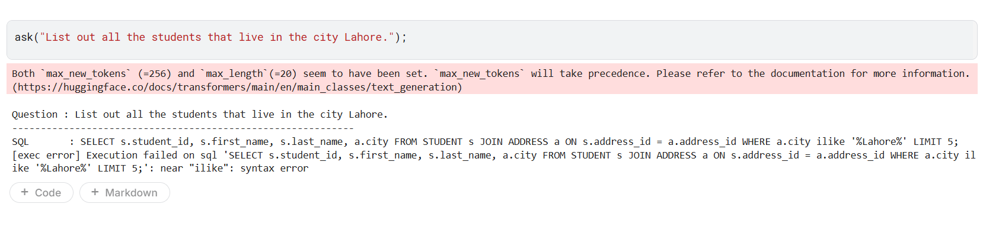 ask("List out all the students that live in the city Lahore.");
Both `max_new_tokens` (=256) and `max_length`(=20) seem to have been set. `max_new_tokens` will take precedence. Please refer to the documentation for more information.
(https://huggingface.co/docs/transformers/main/en/main_classes/text_generation)
Question : List out all the students that live in the city Lahore.
------------------------------------------------------------
SQL       : SELECT s.student_id, s.first_name, s.last_name, a.city FROM STUDENT s JOIN ADDRESS a ON s.address_id = a.address_id WHERE a.city ilike '%Lahore%' LIMIT 5;
[exec error] Execution failed on sql 'SELECT s.student_id, s.first_name, s.last_name, a.city FROM STUDENT s JOIN ADDRESS a ON s.address_id = a.address_id WHERE a.city il
ike '%Lahore%' LIMIT 5;': near "ilike": syntax error
+ Code + Markdown